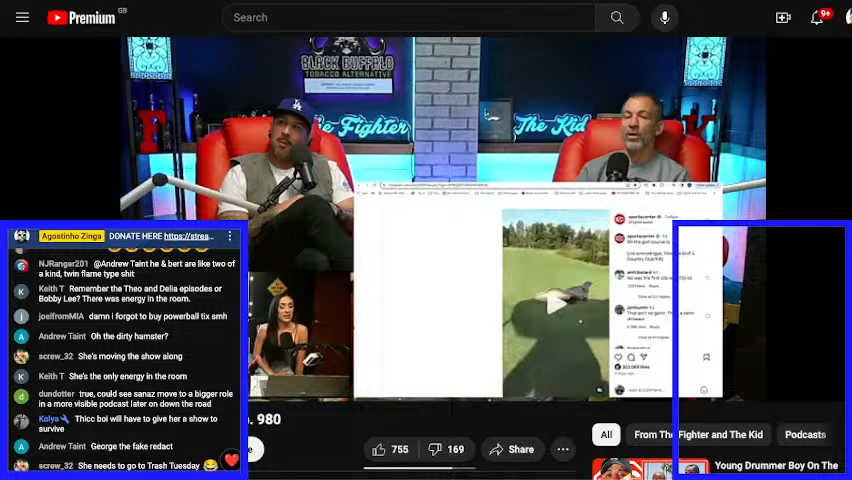 Premium GB
Search
9+
BLACK BUFFALO
TOBACCO ALTERNATIVE
The Fighter
The Kid
Agostinho Zinga DONATE HERE https://strea...
NJRanger201 @Andrew Taint he & bert are like two of
a kind, twin flame type shit
Keith T Remember the Theo and Delia episodes or
Bobby Lee? There was energy in the room.
joelfromMIA damn i forgot to buy powerball tix smh
Andrew Taint Oh the dirty hamster?
screw_32 She's moving the show along
Keith T She's the only energy in the room
dundotter true, could see sanaz move to a bigger role
in a more visible podcast later on down the road
Kolya Thicc boi will have to give her a show to
survive
Andrew Taint George the fake redact
screw_32 She needs to go to Trash Tuesday
sportscenter
sportscenter
. 980
755
169
Share
All
From The Fighter and The Kid
Podcasts
Young Drummer Boy On The